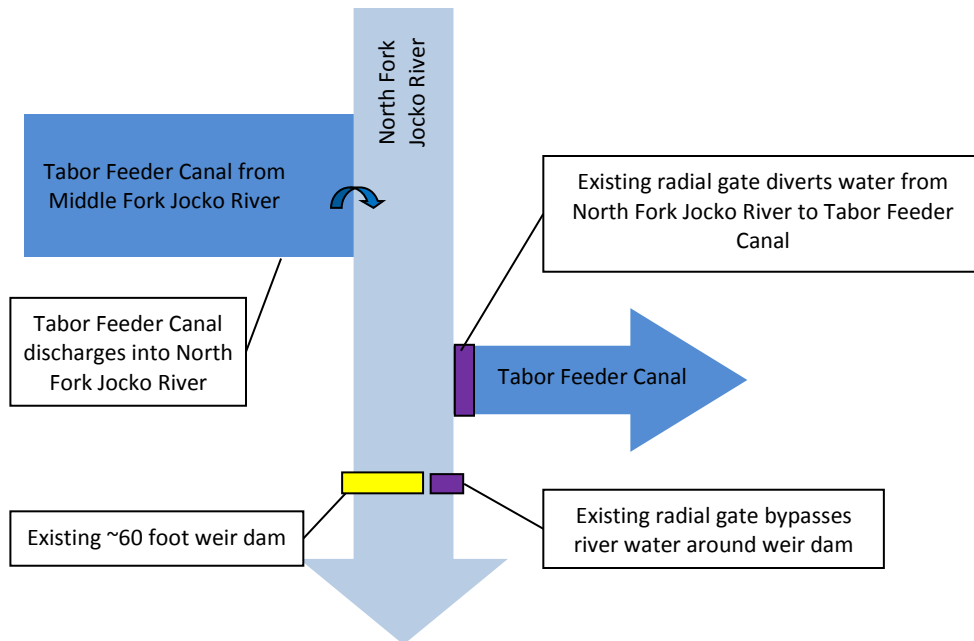 North Fork
Jocko River
Tabor Feeder Canal from
Middle Fork Jocko River
Existing radial gate diverts water from
North Fork Jocko River to Tabor Feeder
Canal
Tabor Feeder Canal
discharges into North
Fork Jocko River
Tabor Feeder Canal
Existing ~60 foot weir dam
Existing radial gate bypasses
river water around weir dam